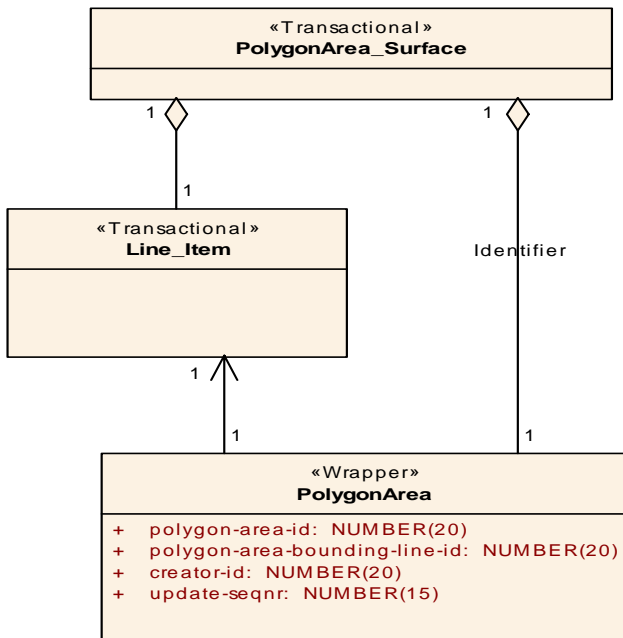 «Transactional»
PolygonArea_Surface
1
1
1
«Transactional»
Line_Item
Identifier
1
1
1
«Wrapper»
PolygonArea
+ polygon-area-id: NUMBER(20)
+ polygon-area-bounding-line-id: NUMBER(20)
+ creator-id: NUMBER(20)
+ update-seqnr: NUMBER(15)